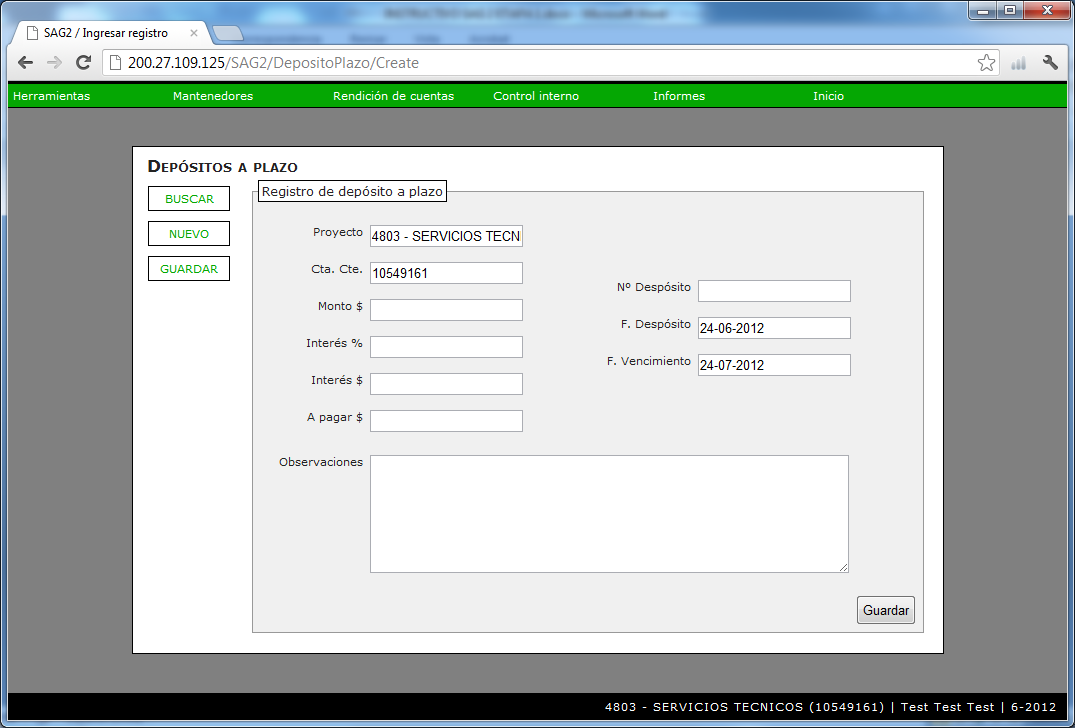 SAG2 / Ingresar registro
200.27.109.125/SAG2/DepositoPlazo/Create
Herramientas Mantenedores Rendición de cuentas Control interno Informes Inicio
DEPÓSITOS A PLAZO
BUSCAR
NUEVO
GUARDAR
Registro de depósito a plazo
Proyecto 4803 - SERVICIOS TECN
Cta. Cte. 10549161
Monto $
Interés %
Interés $
A pagar $
Nº Despósito
F. Despósito 24-06-2012
F. Vencimiento 24-07-2012
Observaciones
Guardar
4803 - SERVICIOS TECNICOS (10549161) | Test Test Test | 6-2012